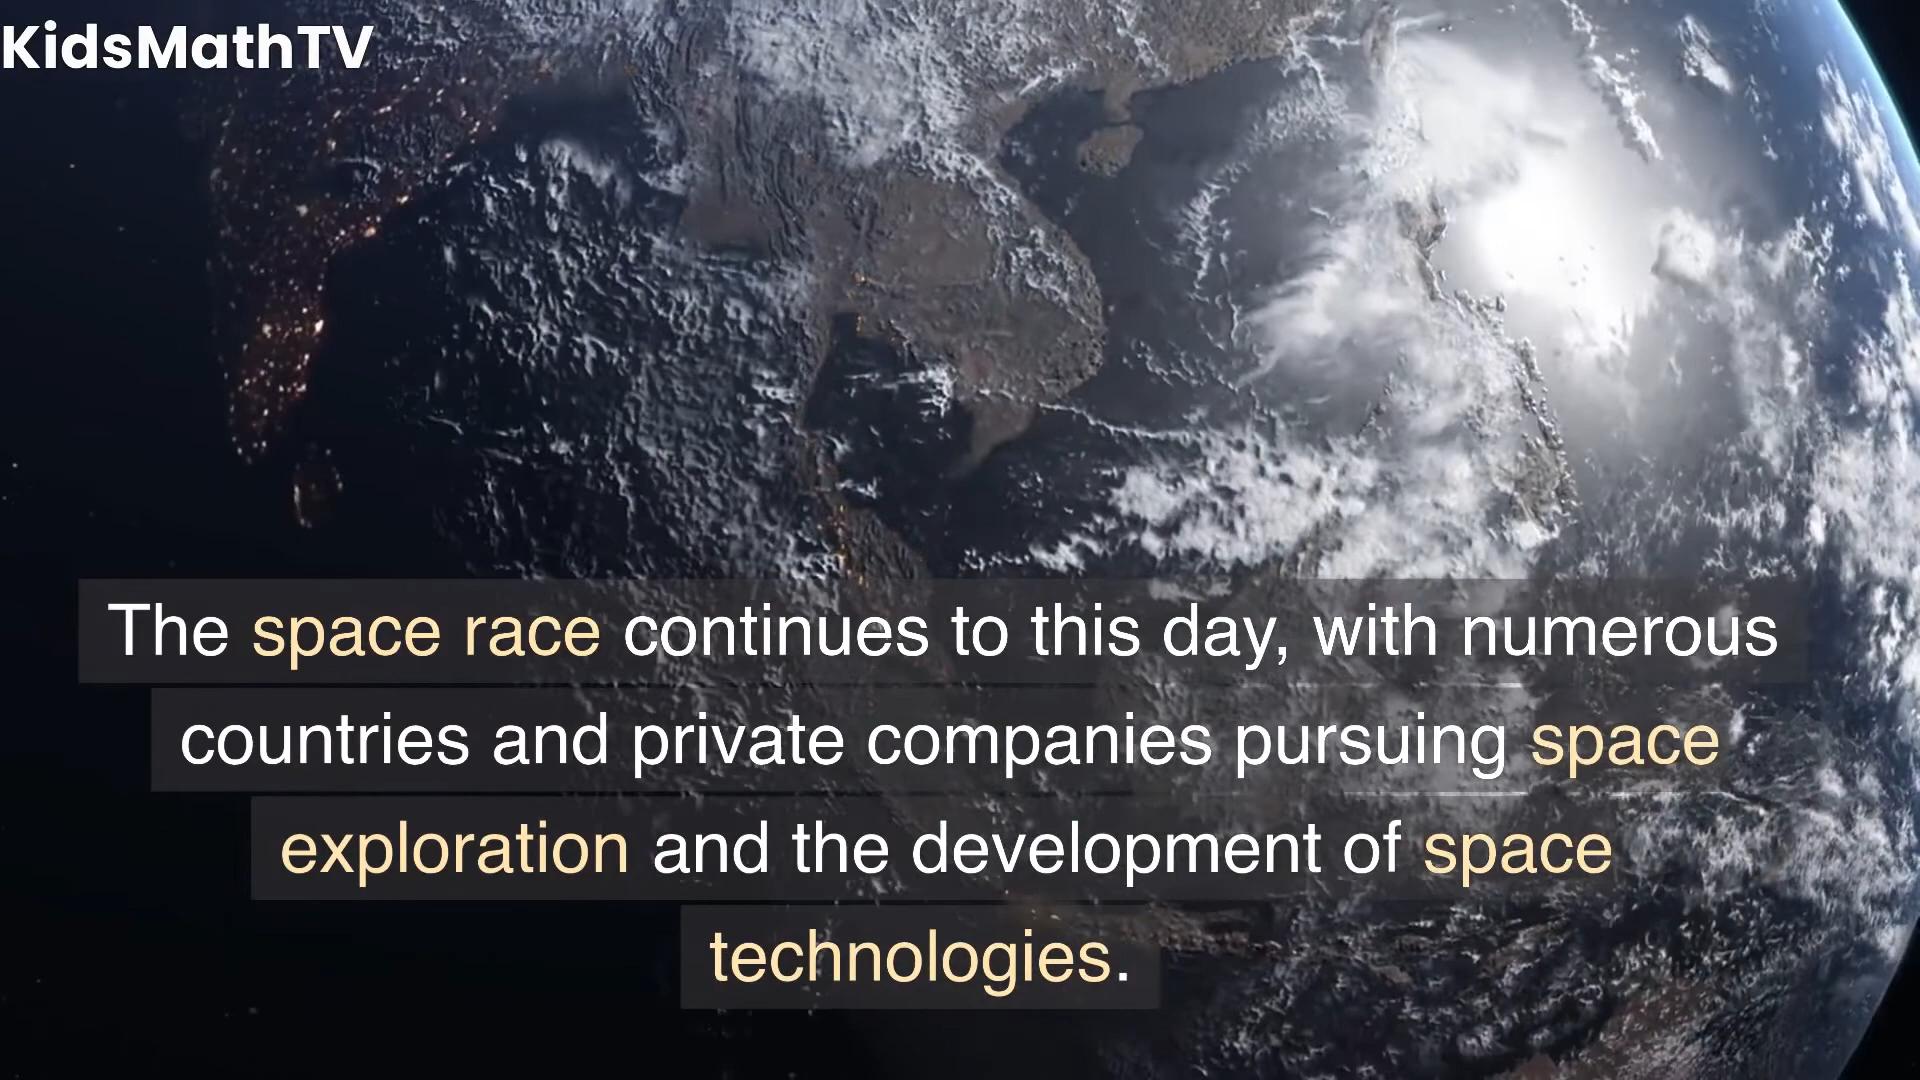 KidsMathTV
The space race continues to this day, with numerous
countries and private companies pursuing space
exploration and the development of space
technologies.